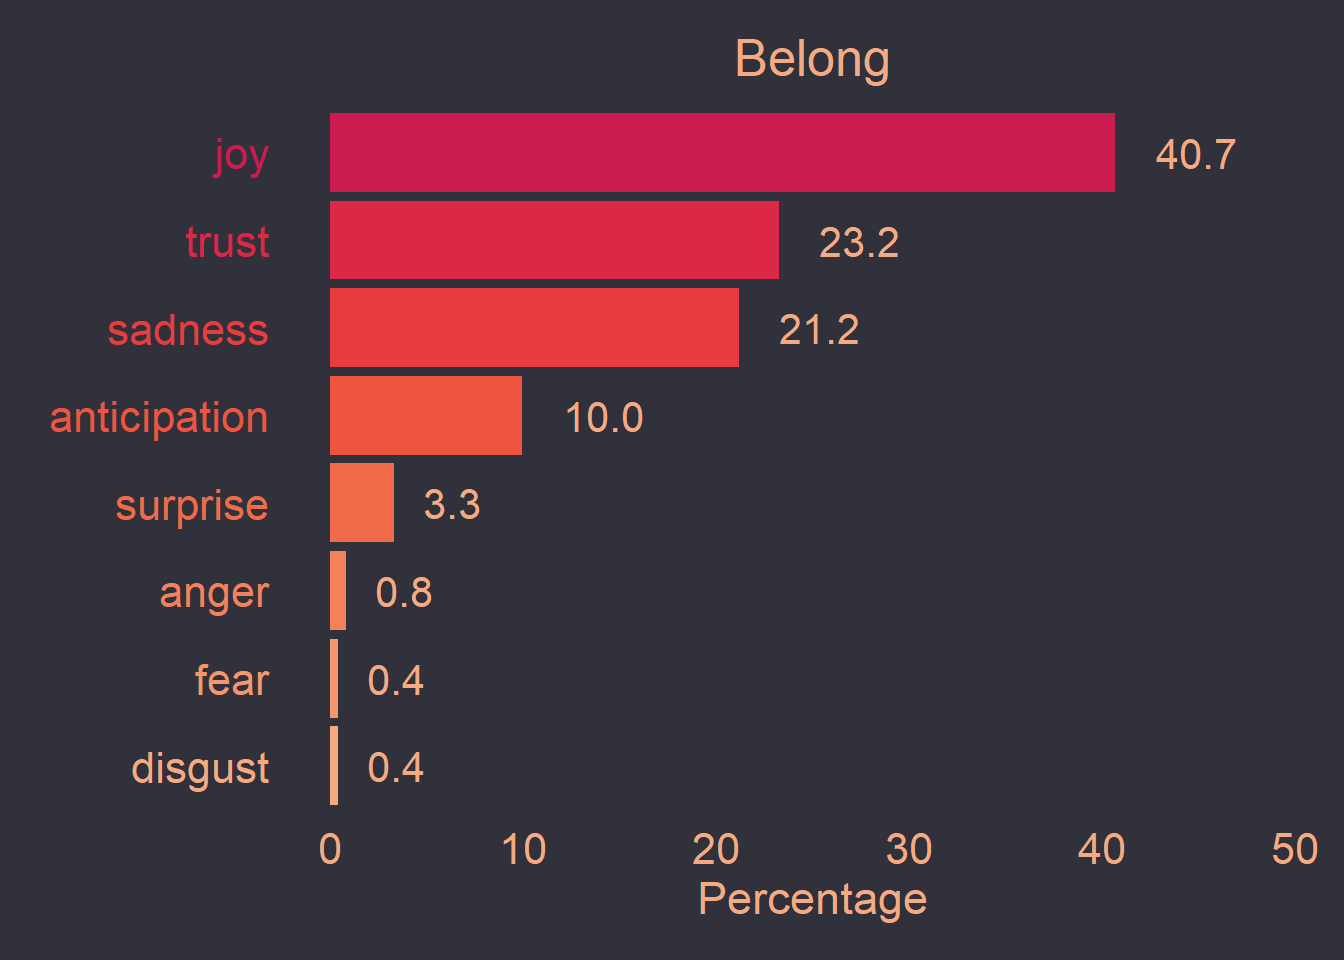 Belong
joy 40.7
trust 23.2
sadness 21.2
anticipation 10.0
surprise 3.3
anger 0.8
fear 0.4
disgust 0.4
0 10 20 30 40 50
Percentage